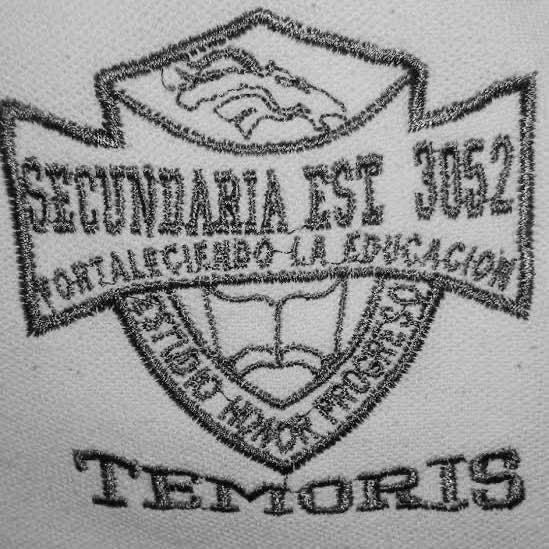 SECUNDARIA EST 3052
FORTALECIENDO LA EDUCACION
ESTUDIO HONOR PROGRESO
TEMORIS